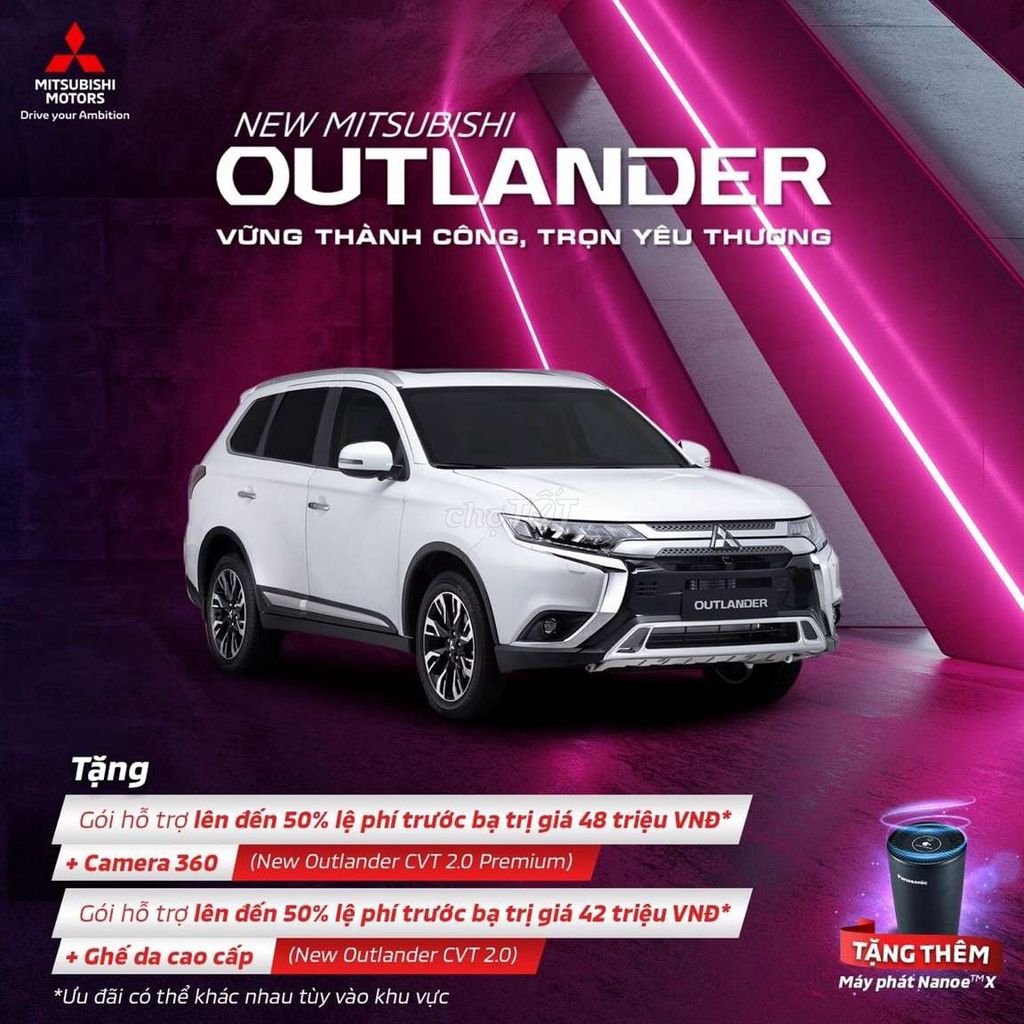 MITSUBISHI
MOTORS
Drive your Ambition
NEW MITSUBISHI
OUTLANDER
VỮNG THÀNH CÔNG, TRỌN YÊU THƯƠNG
chợTỐT
OUTLANDER
Tặng
Gói hỗ trợ lên đến 50% lệ phí trước bạ trị giá 48 triệu VNĐ*
+ Camera 360 (New Outlander CVT 2.0 Premium)
Gói hỗ trợ lên đến 50% lệ phí trước bạ trị giá 42 triệu VNĐ*
+ Ghế da cao cấp (New Outlander CVT 2.0)
*Ưu đãi có thể khác nhau tùy vào khu vực
Panasonic
TẶNG THÊM
Máy phát Nanoe™X